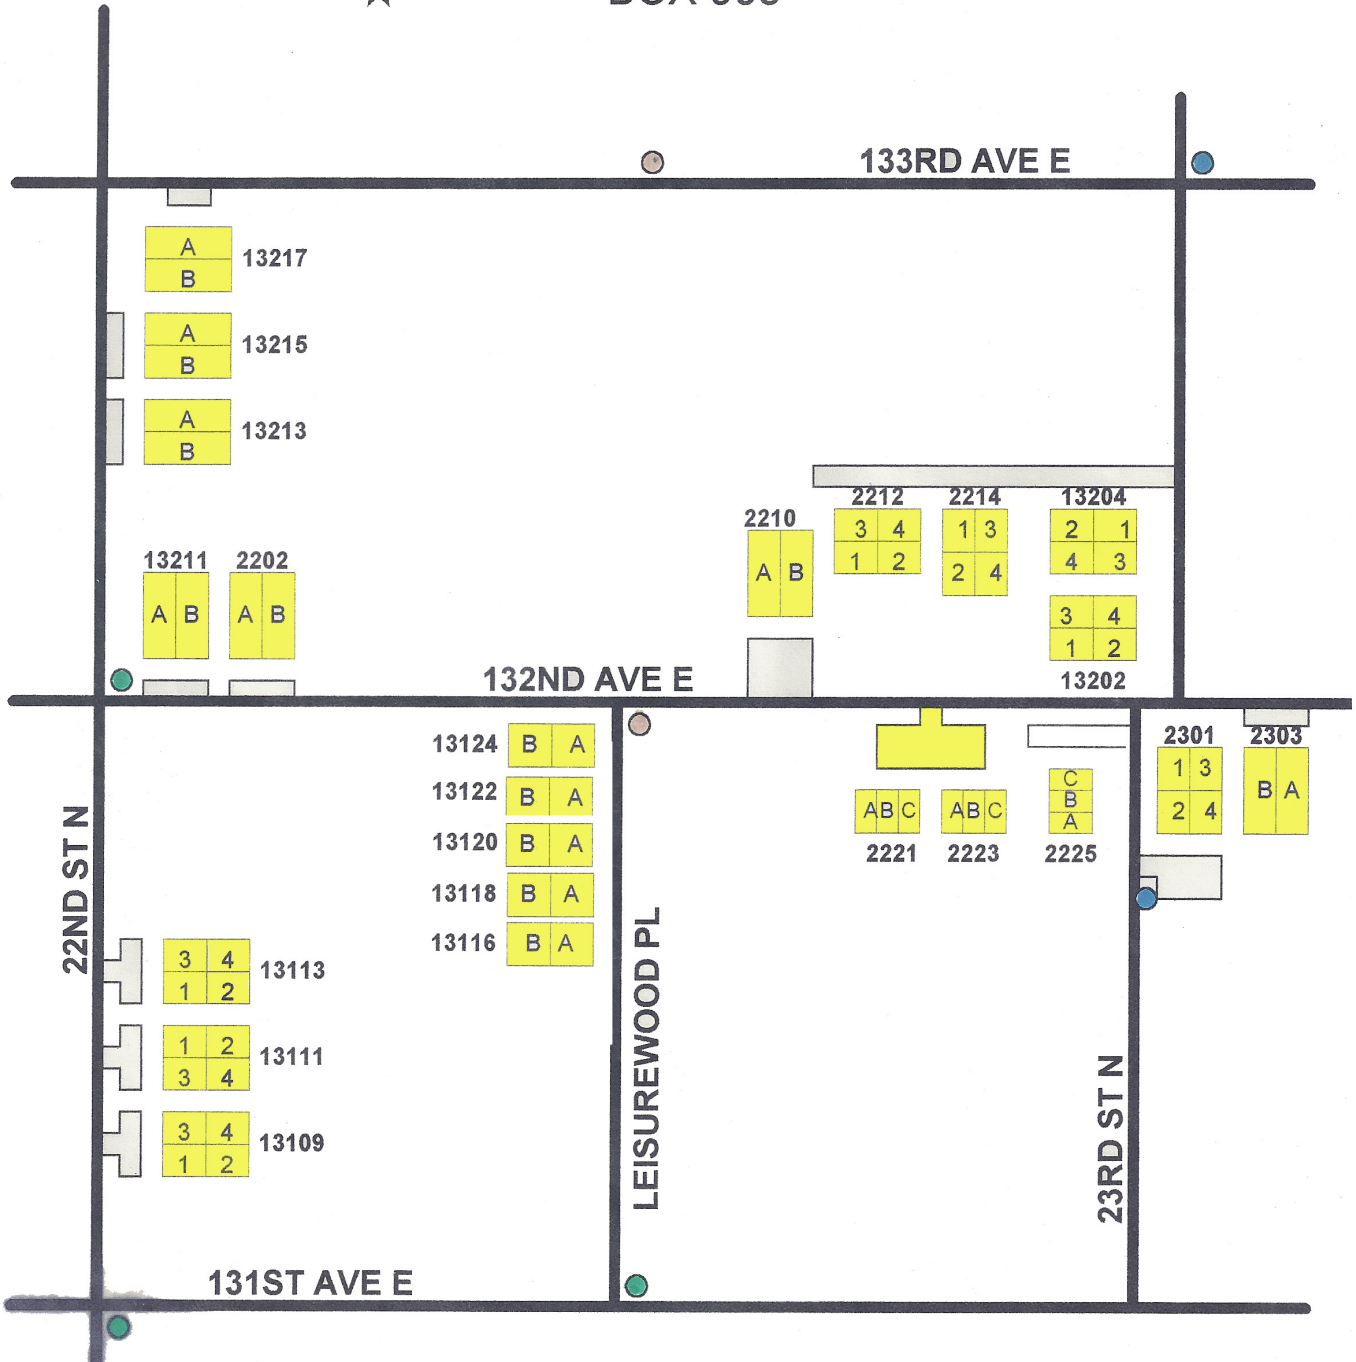 133RD AVE E
A
B
13217
A
B
13215
A
B
13213
2212
3 4
1 2
2214
1 3
2 4
13204
2 1
4 3
2210
A B
13211
A B
2202
A B
3 4
1 2
13202
132ND AVE E
13124 B A
13122 B A
13120 B A
13118 B A
13116 B A
A B C
2221
A B C
2223
C
B
A
2225
2301
1 3
2 4
2303
B A
22ND ST N
3 4
1 2
13113
1 2
3 4
13111
3 4
1 2
13109
LEISUREWOOD PL
23RD ST N
131ST AVE E